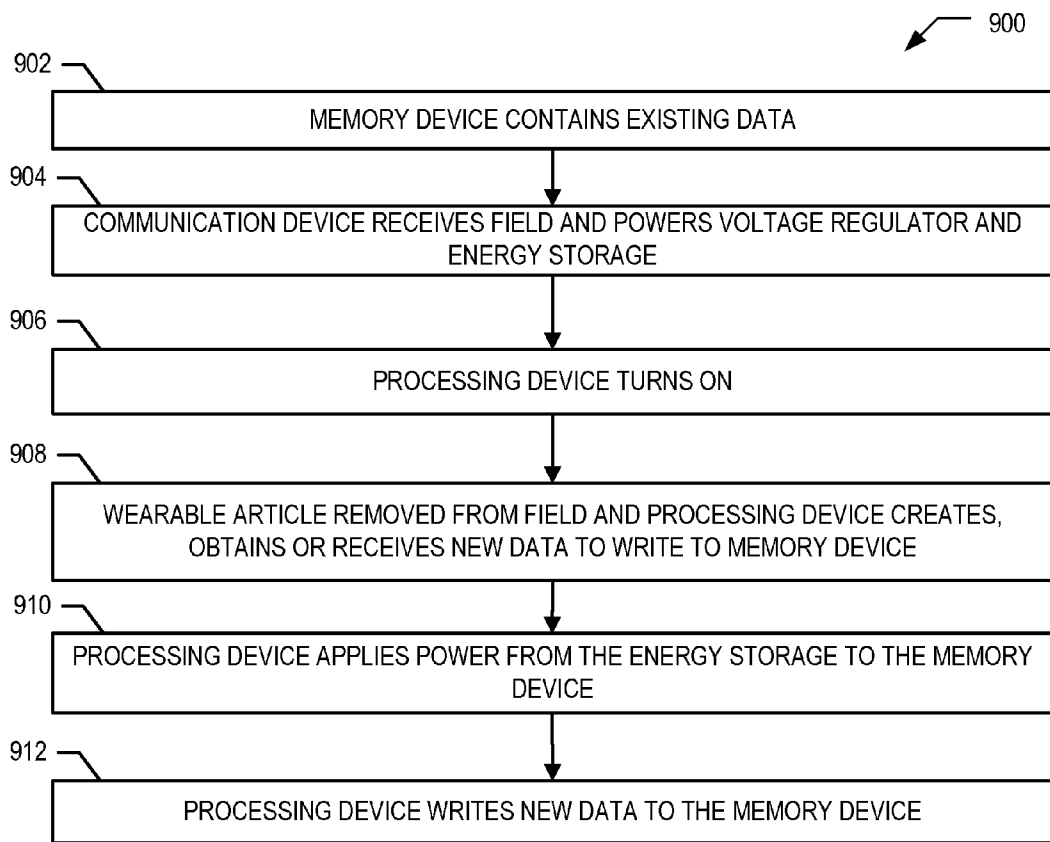 900
902
MEMORY DEVICE CONTAINS EXISTING DATA
904
COMMUNICATION DEVICE RECEIVES FIELD AND POWERS VOLTAGE REGULATOR AND
ENERGY STORAGE
906
PROCESSING DEVICE TURNS ON
908
WEARABLE ARTICLE REMOVED FROM FIELD AND PROCESSING DEVICE CREATES,
OBTAINS OR RECEIVES NEW DATA TO WRITE TO MEMORY DEVICE
910
PROCESSING DEVICE APPLIES POWER FROM THE ENERGY STORAGE TO THE MEMORY
DEVICE
912
PROCESSING DEVICE WRITES NEW DATA TO THE MEMORY DEVICE